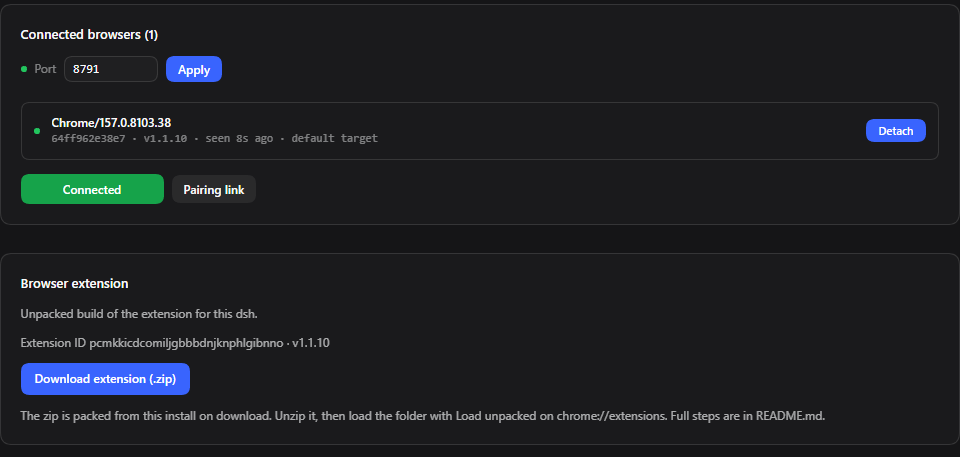 Connected browsers (1)
Port 8791 Apply
Chrome/157.0.8103.38
64ff962e38e7 · v1.1.10 · seen 8s ago · default target
Detach
Connected Pairing link
Browser extension
Unpacked build of the extension for this dsh.
Extension ID pcmkkicdcomiljgbbbdnjknphlgibnno · v1.1.10
Download extension (.zip)
The zip is packed from this install on download. Unzip it, then load the folder with Load unpacked on chrome://extensions. Full steps are in README.md.